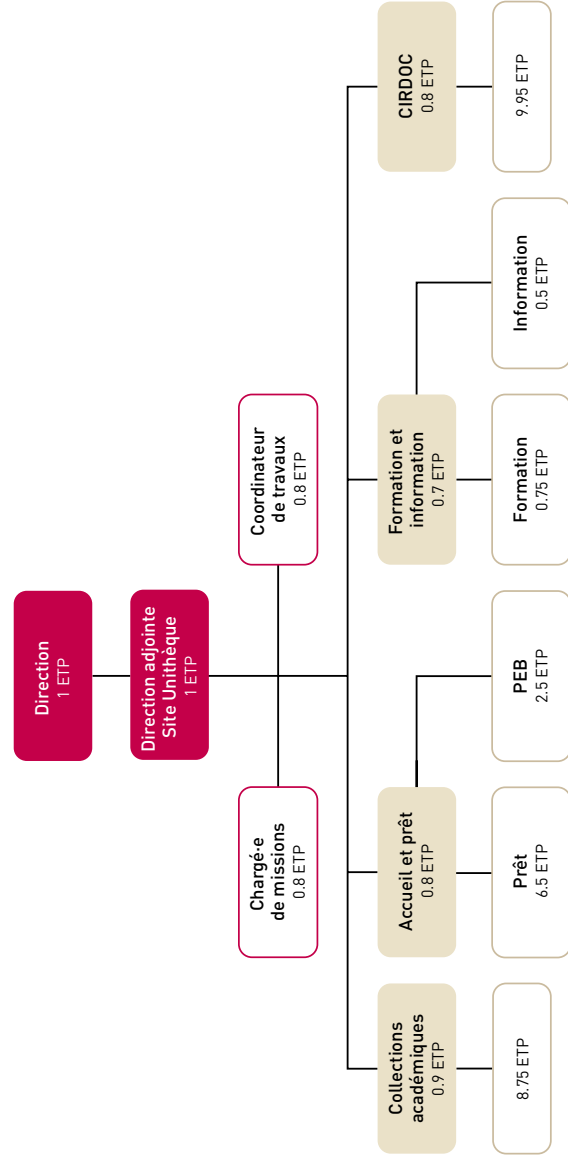 Direction
1 ETP
Direction adjointe
Site Unithèque
1 ETP
Chargé·e
de missions
0.8 ETP
Coordinateur
de travaux
0.8 ETP
Collections
académiques
0.9 ETP
Accueil et prêt
0.8 ETP
Formation et
information
0.7 ETP
CIRDOC
0.8 ETP
8.75 ETP
Prêt
6.5 ETP
PEB
2.5 ETP
Formation
0.75 ETP
Information
0.5 ETP
9.95 ETP